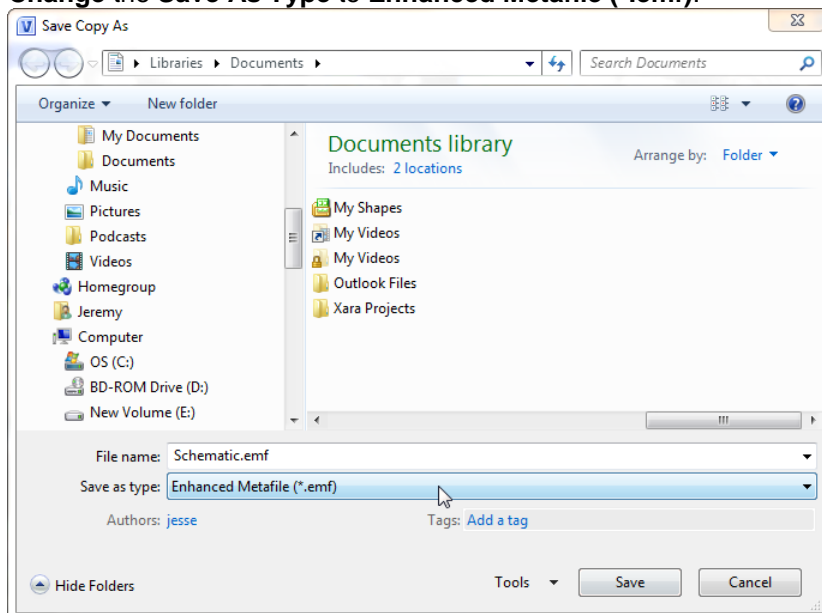 Change the Save As Type to Enhanced Metafile (*.emf).
Save Copy As
Libraries Documents
Search Documents
Organize New folder
My Documents
Documents
Music
Pictures
Podcasts
Videos
Homegroup
Jeremy
Computer
OS (C:)
BD-ROM Drive (D:)
New Volume (E:)
Documents library
Includes: 2 locations
Arrange by: Folder
My Shapes
My Videos
My Videos
Outlook Files
Xara Projects
File name: Schematic.emf
Save as type: Enhanced Metafile (*.emf)
Authors: jesse Tags: Add a tag
Hide Folders Tools Save Cancel